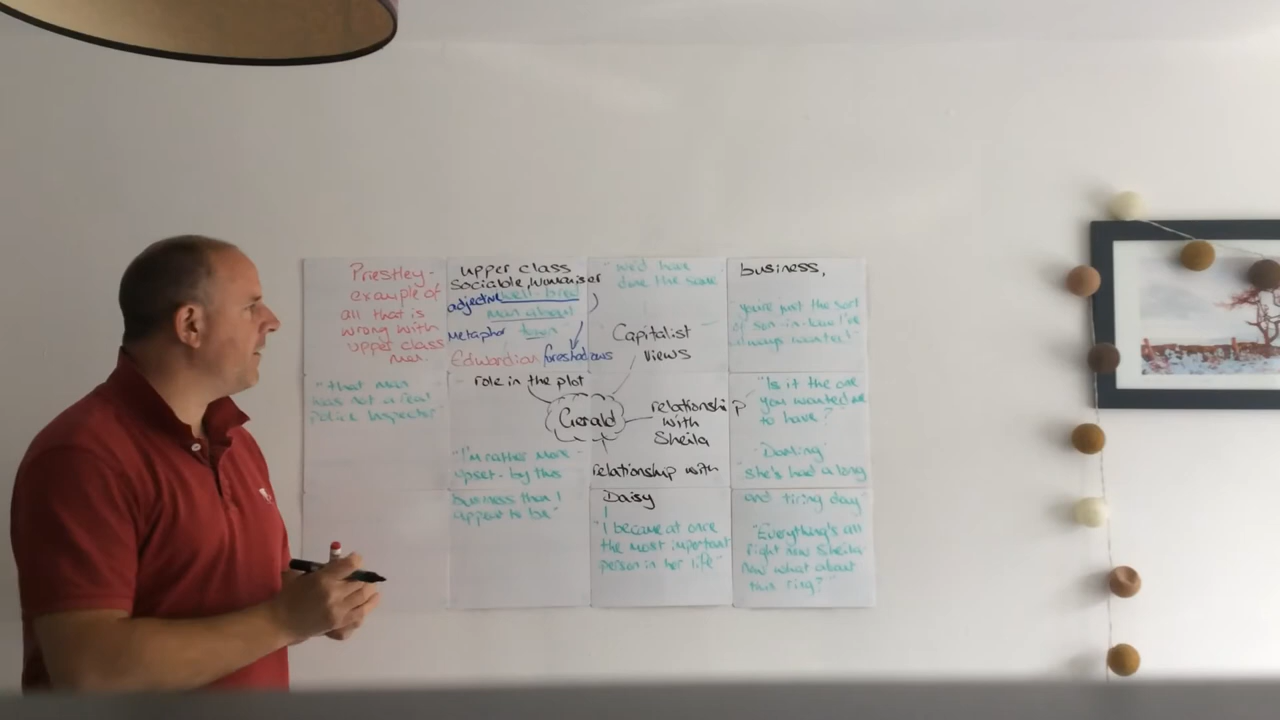 Priestley -
example of
all that is
wrong with
upper class
men.
upper class
Sociable, womaniser
adjective well-bred
man about
metaphor town
Edwardian foreshadows
"we'd have
done the same
Capitalist
Views
business,
you're just the sort
of son-in-law I've
always wanted"
"that man
was not a real
Police Inspector"
role in the plot
Gerald
relationship
with
Sheila
"Is it the one
you wanted me
to have?"
"Darling"
"she's had a long
and tiring day"
"Everything's all
right now Sheila
Now what about
this ring?"
"I'm rather more
upset - by this
business than I
appear to be"
relationship with
Daisy
"I became at once
the most important
person in her life"